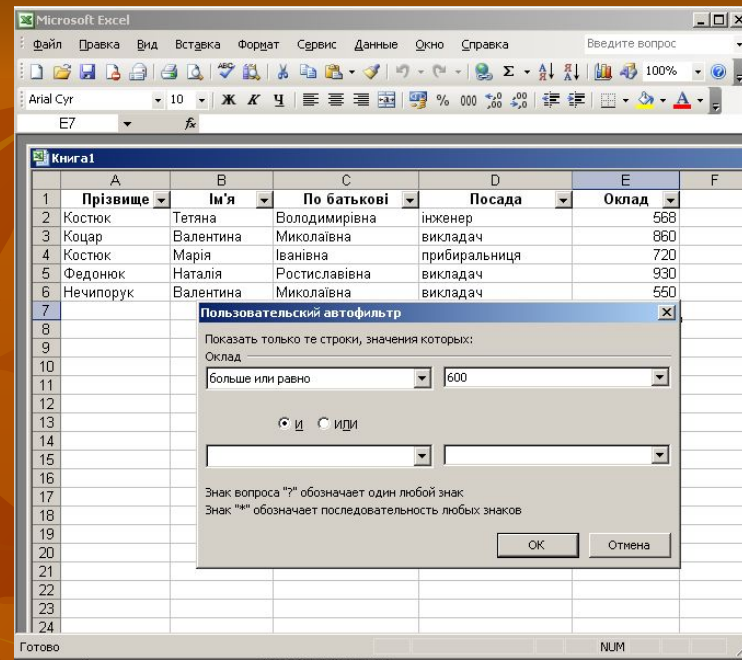 Microsoft Excel
Файл Правка Вид Вставка Формат Сервис Данные Окно Справка Введите вопрос
100%
Arial Cyr 10 Ж К Ч % 000
E7 fx
Книга1
A B C D E F
1 Прізвище Ім'я По батькові Посада Оклад
2 Костюк Тетяна Володимирівна інженер 568
3 Коцар Валентина Миколаївна викладач 860
4 Костюк Марія Іванівна прибиральниця 720
5 Федонюк Наталія Ростиславівна викладач 930
6 Нечипорук Валентина Миколаївна викладач 550
7
8
9
10
11
12
13
14
15
16
17
18
19
20
21
22
23
24
Пользовательский автофильтр
Показать только те строки, значения которых:
Оклад
больше или равно 600
И ИЛИ
Знак вопроса "?" обозначает один любой знак
Знак "*" обозначает последовательность любых знаков
OK Отмена
Готово NUM